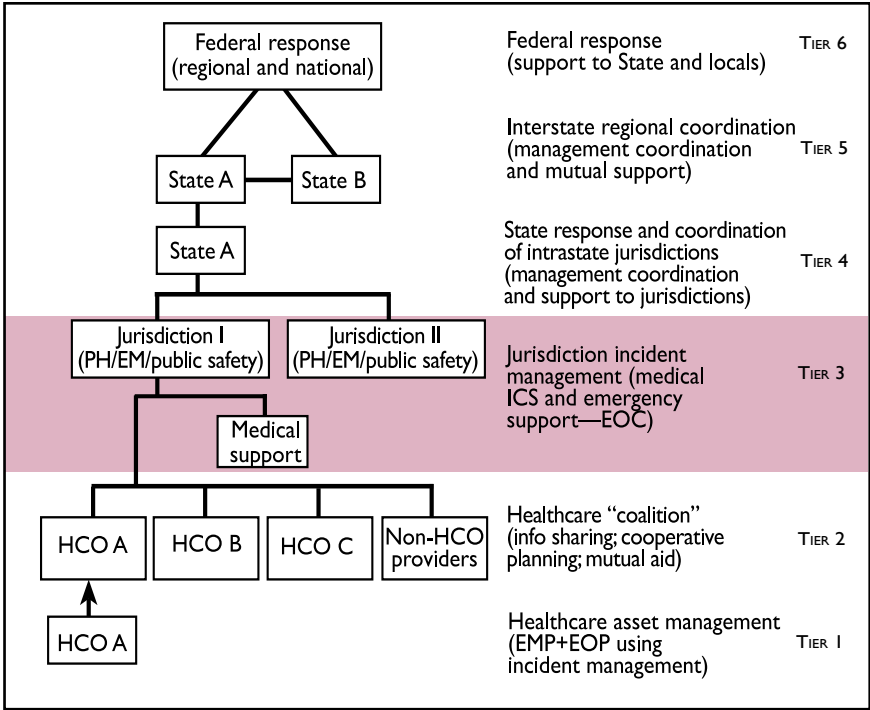 Federal response
(regional and national)
Federal response
(support to State and locals)
TIER 6
State A
State B
Interstate regional coordination
(management coordination
and mutual support)
TIER 5
State A
State response and coordination
of intrastate jurisdictions
(management coordination
and support to jurisdictions)
TIER 4
Jurisdiction I
(PH/EM/public safety)
Jurisdiction II
(PH/EM/public safety)
Medical
support
Jurisdiction incident
management (medical
ICS and emergency
support—EOC)
TIER 3
HCO A
HCO B
HCO C
Non-HCO
providers
Healthcare “coalition”
(info sharing; cooperative
planning; mutual aid)
TIER 2
HCO A
Healthcare asset management
(EMP+EOP using
incident management)
TIER 1